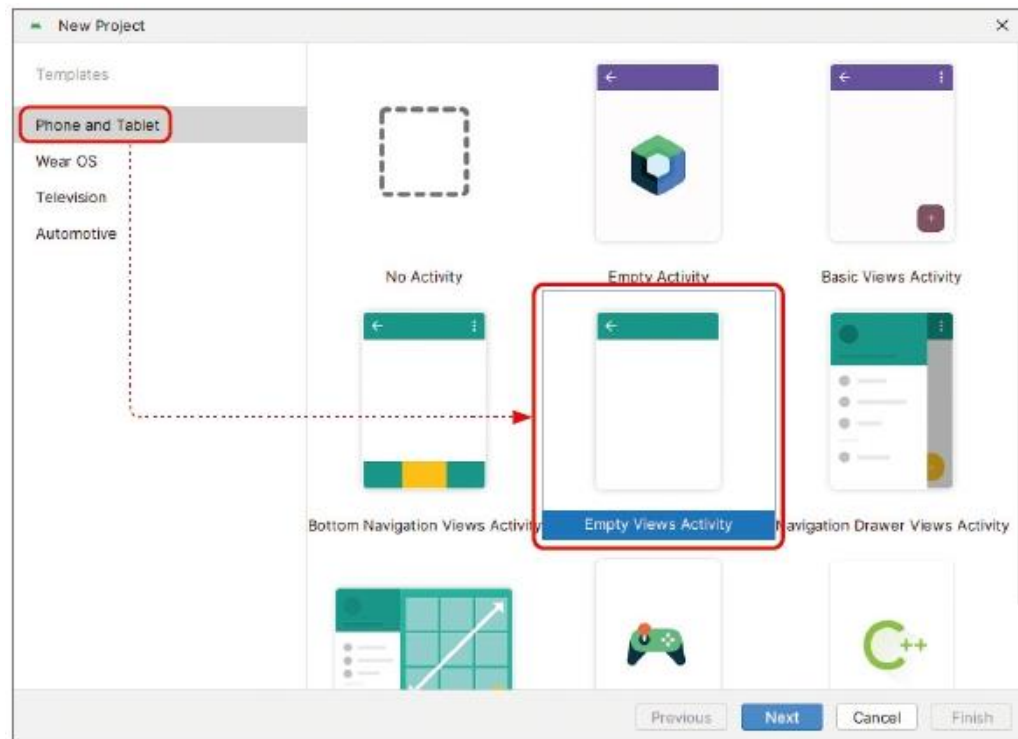 New Project
Templates
Phone and Tablet
Wear OS
Television
Automotive
No Activity
Empty Activity
Basic Views Activity
Bottom Navigation Views Activity
Empty Views Activity
Navigation Drawer Views Activity
C++
Previous
Next
Cancel
Finish